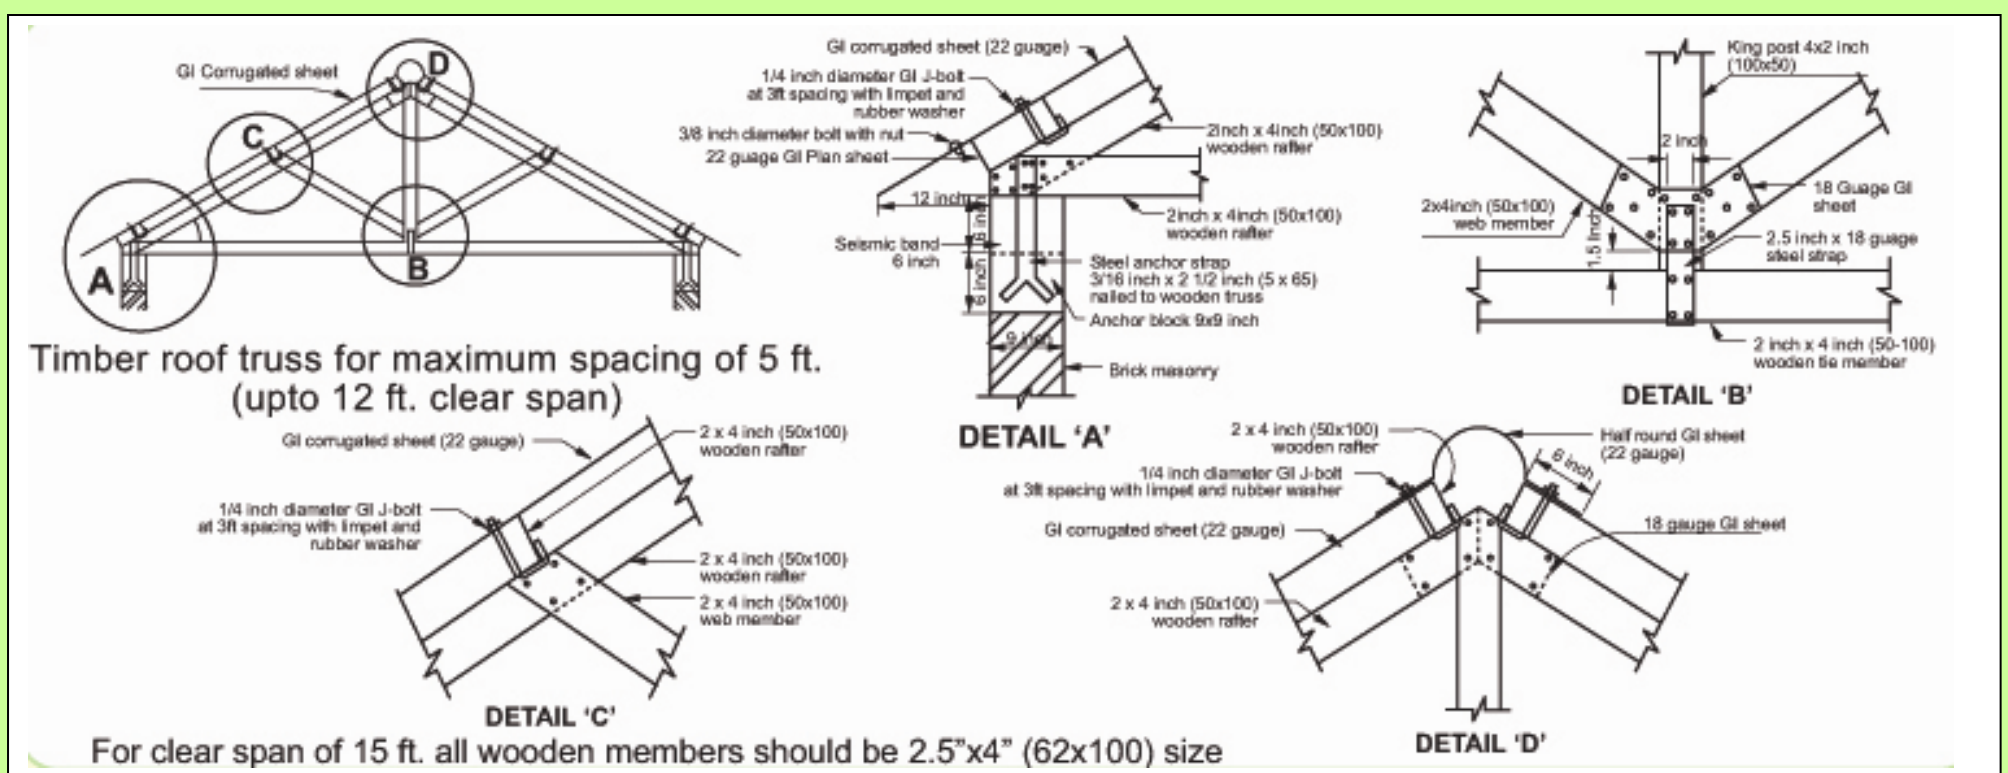 GI Corrugated sheet
A
B
C
D
Timber roof truss for maximum spacing of 5 ft.
(upto 12 ft. clear span)
GI corrugated sheet (22 guage)
1/4 inch diameter GI J-bolt
at 3ft spacing with limpet and
rubber washer
3/8 inch diameter bolt with nut
22 guage GI Plan sheet
12 inch
6 inch
6 inch
Seismic band
6 inch
9 inch
2inch x 4inch (50x100)
wooden rafter
2inch x 4inch (50x100)
wooden rafter
Steel anchor strap
3/16 inch x 2 1/2 inch (5 x 65)
nailed to wooden truss
Anchor block 9x9 inch
Brick masonry
DETAIL ‘A’
King post 4x2 inch
(100x50)
2 inch
18 Guage GI
sheet
2x4inch (50x100)
web member
1.5 inch
2.5 inch x 18 guage
steel strap
2 inch x 4 inch (50-100)
wooden tie member
DETAIL ‘B’
GI corrugated sheet (22 gauge)
2 x 4 inch (50x100)
wooden rafter
1/4 inch diameter GI J-bolt
at 3ft spacing with limpet and
rubber washer
2 x 4 inch (50x100)
wooden rafter
2 x 4 inch (50x100)
web member
DETAIL ‘C’
2 x 4 inch (50x100)
wooden rafter
Half round GI sheet
(22 gauge)
6 inch
1/4 inch diameter GI J-bolt
at 3ft spacing with limpet and rubber washer
GI corrugated sheet (22 gauge)
18 gauge GI sheet
2 x 4 inch (50x100)
wooden rafter
DETAIL ‘D’
For clear span of 15 ft. all wooden members should be 2.5”x4” (62x100) size